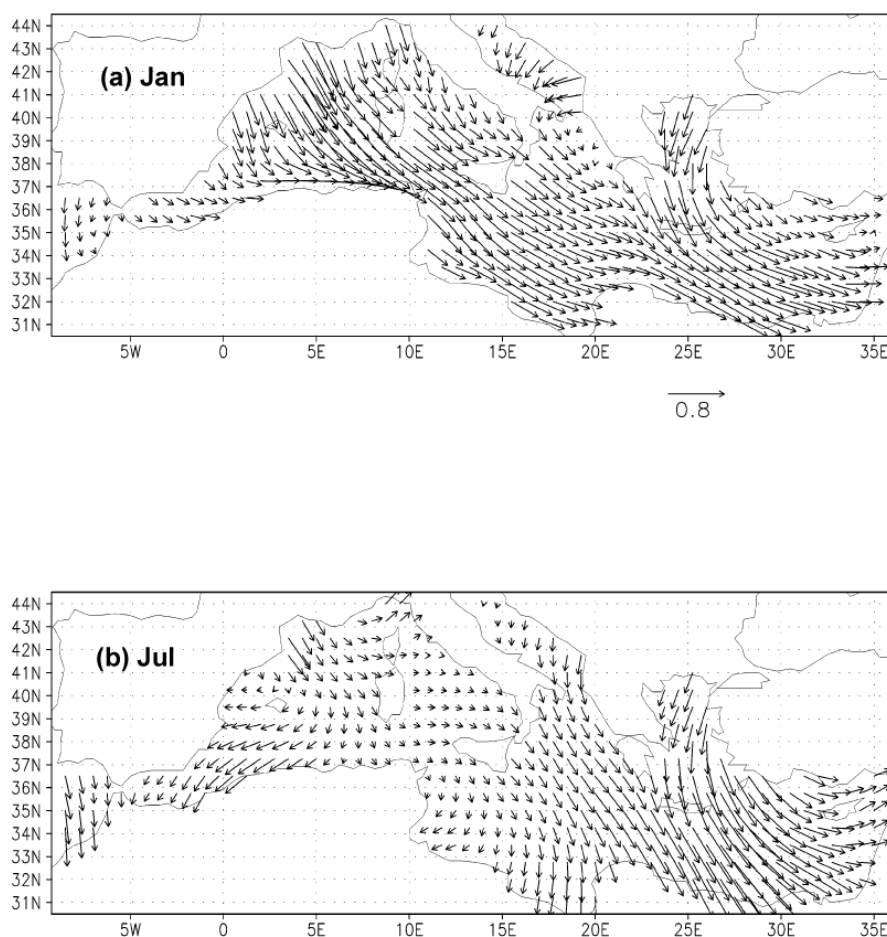 44N
43N
42N
(a) Jan
41N
40N
39N
38N
37N
36N
35N
34N
33N
32N
31N
5W 0 5E 10E 15E 20E 25E 30E 35E
0.8
44N
43N
42N
(b) Jul
41N
40N
39N
38N
37N
36N
35N
34N
33N
32N
31N
5W 0 5E 10E 15E 20E 25E 30E 35E